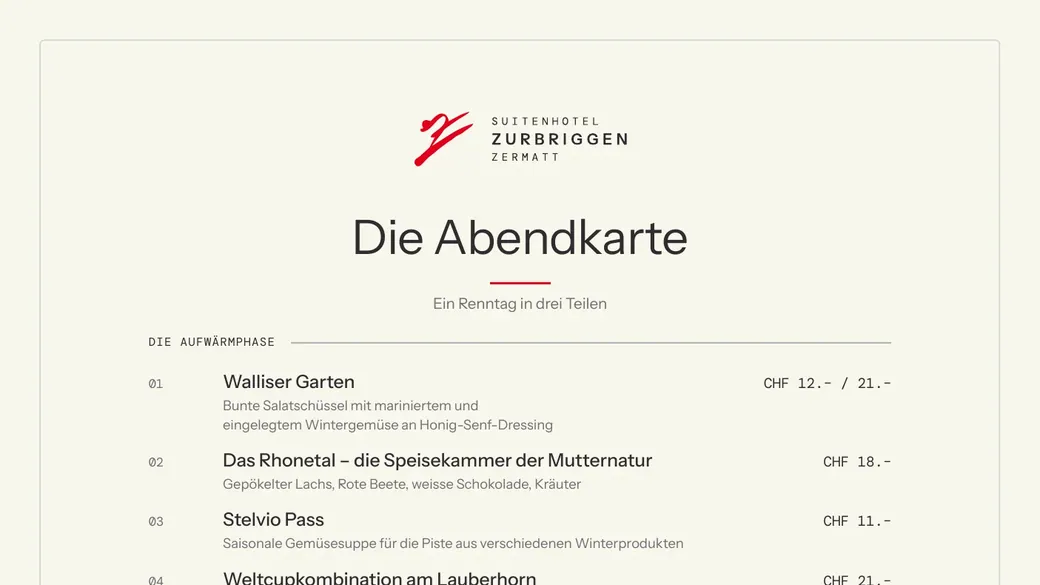 SUITENHOTEL
ZURBRIGGEN
ZERMATT
Die Abendkarte
Ein Renntag in drei Teilen
DIE AUFWÄRMPHASE
01 Walliser Garten CHF 12.– / 21.–
Bunte Salatschüssel mit mariniertem und
eingelegtem Wintergemüse an Honig-Senf-Dressing
02 Das Rhonetal – die Speisekammer der Mutternatur CHF 18.–
Gepökelter Lachs, Rote Beete, weisse Schokolade, Kräuter
03 Stelvio Pass CHF 11.–
Saisonale Gemüsesuppe für die Piste aus verschiedenen Winterprodukten
04 Weltcupkombination am Lauberhorn CHF 21.–